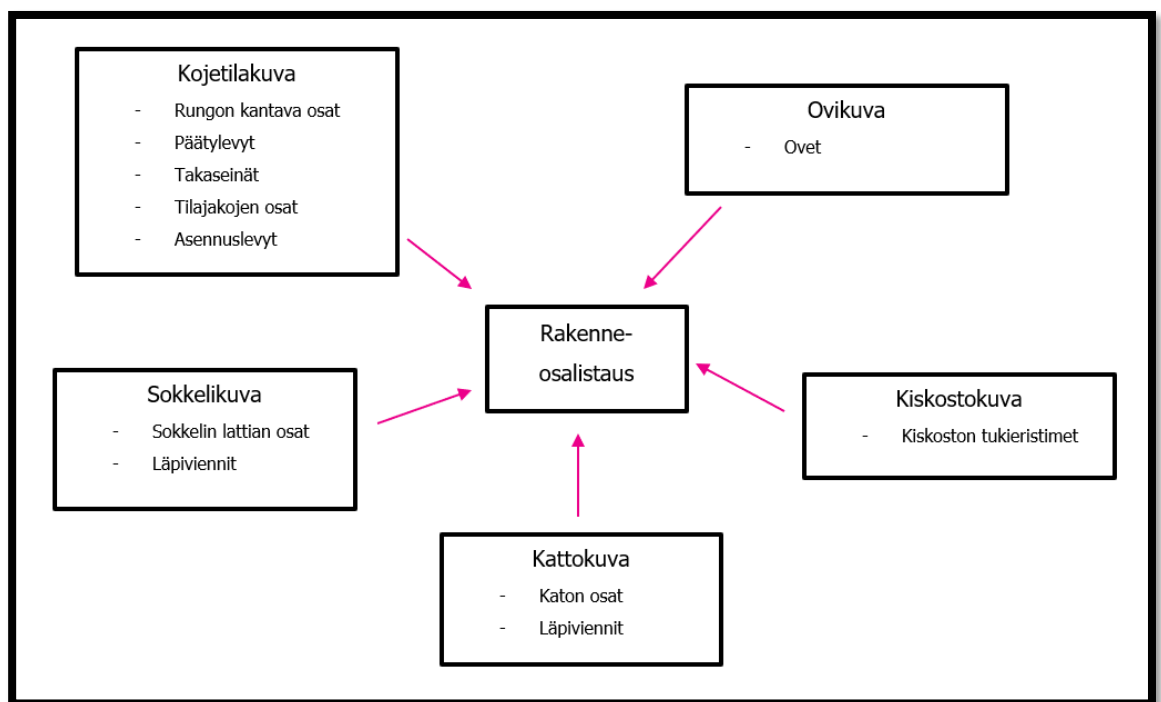 Kojetilakuva
- Rungon kantava osat
- Päätylevyt
- Takaseinät
- Tilajakojen osat
- Asennuslevyt
Ovikuva
- Ovet
Rakenne-
osalistaus
Sokkelikuva
- Sokkelin lattian osat
- Läpiviennit
Kiskostokuva
- Kiskoston tukieristimet
Kattokuva
- Katon osat
- Läpiviennit